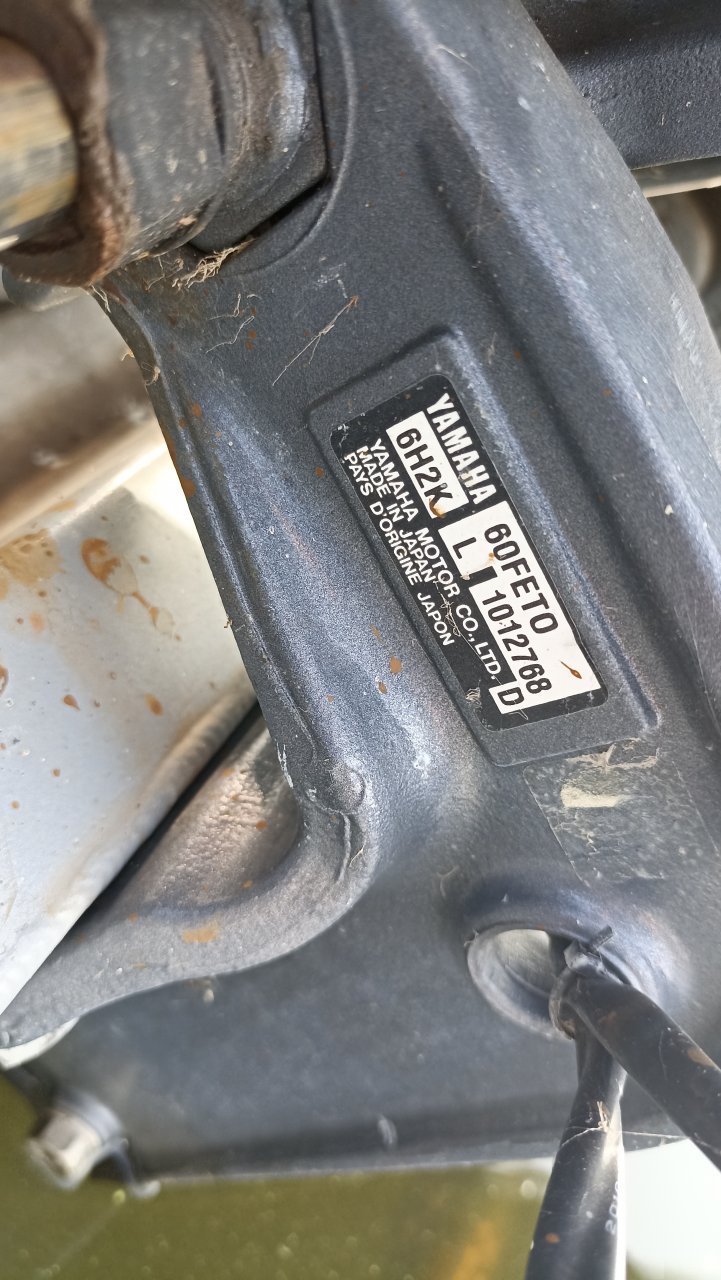 YAMAHA 60FETO
6H2K L 1012768
YAMAHA MOTOR CO., LTD. D
MADE IN JAPAN
PAYS D'ORIGINE JAPON